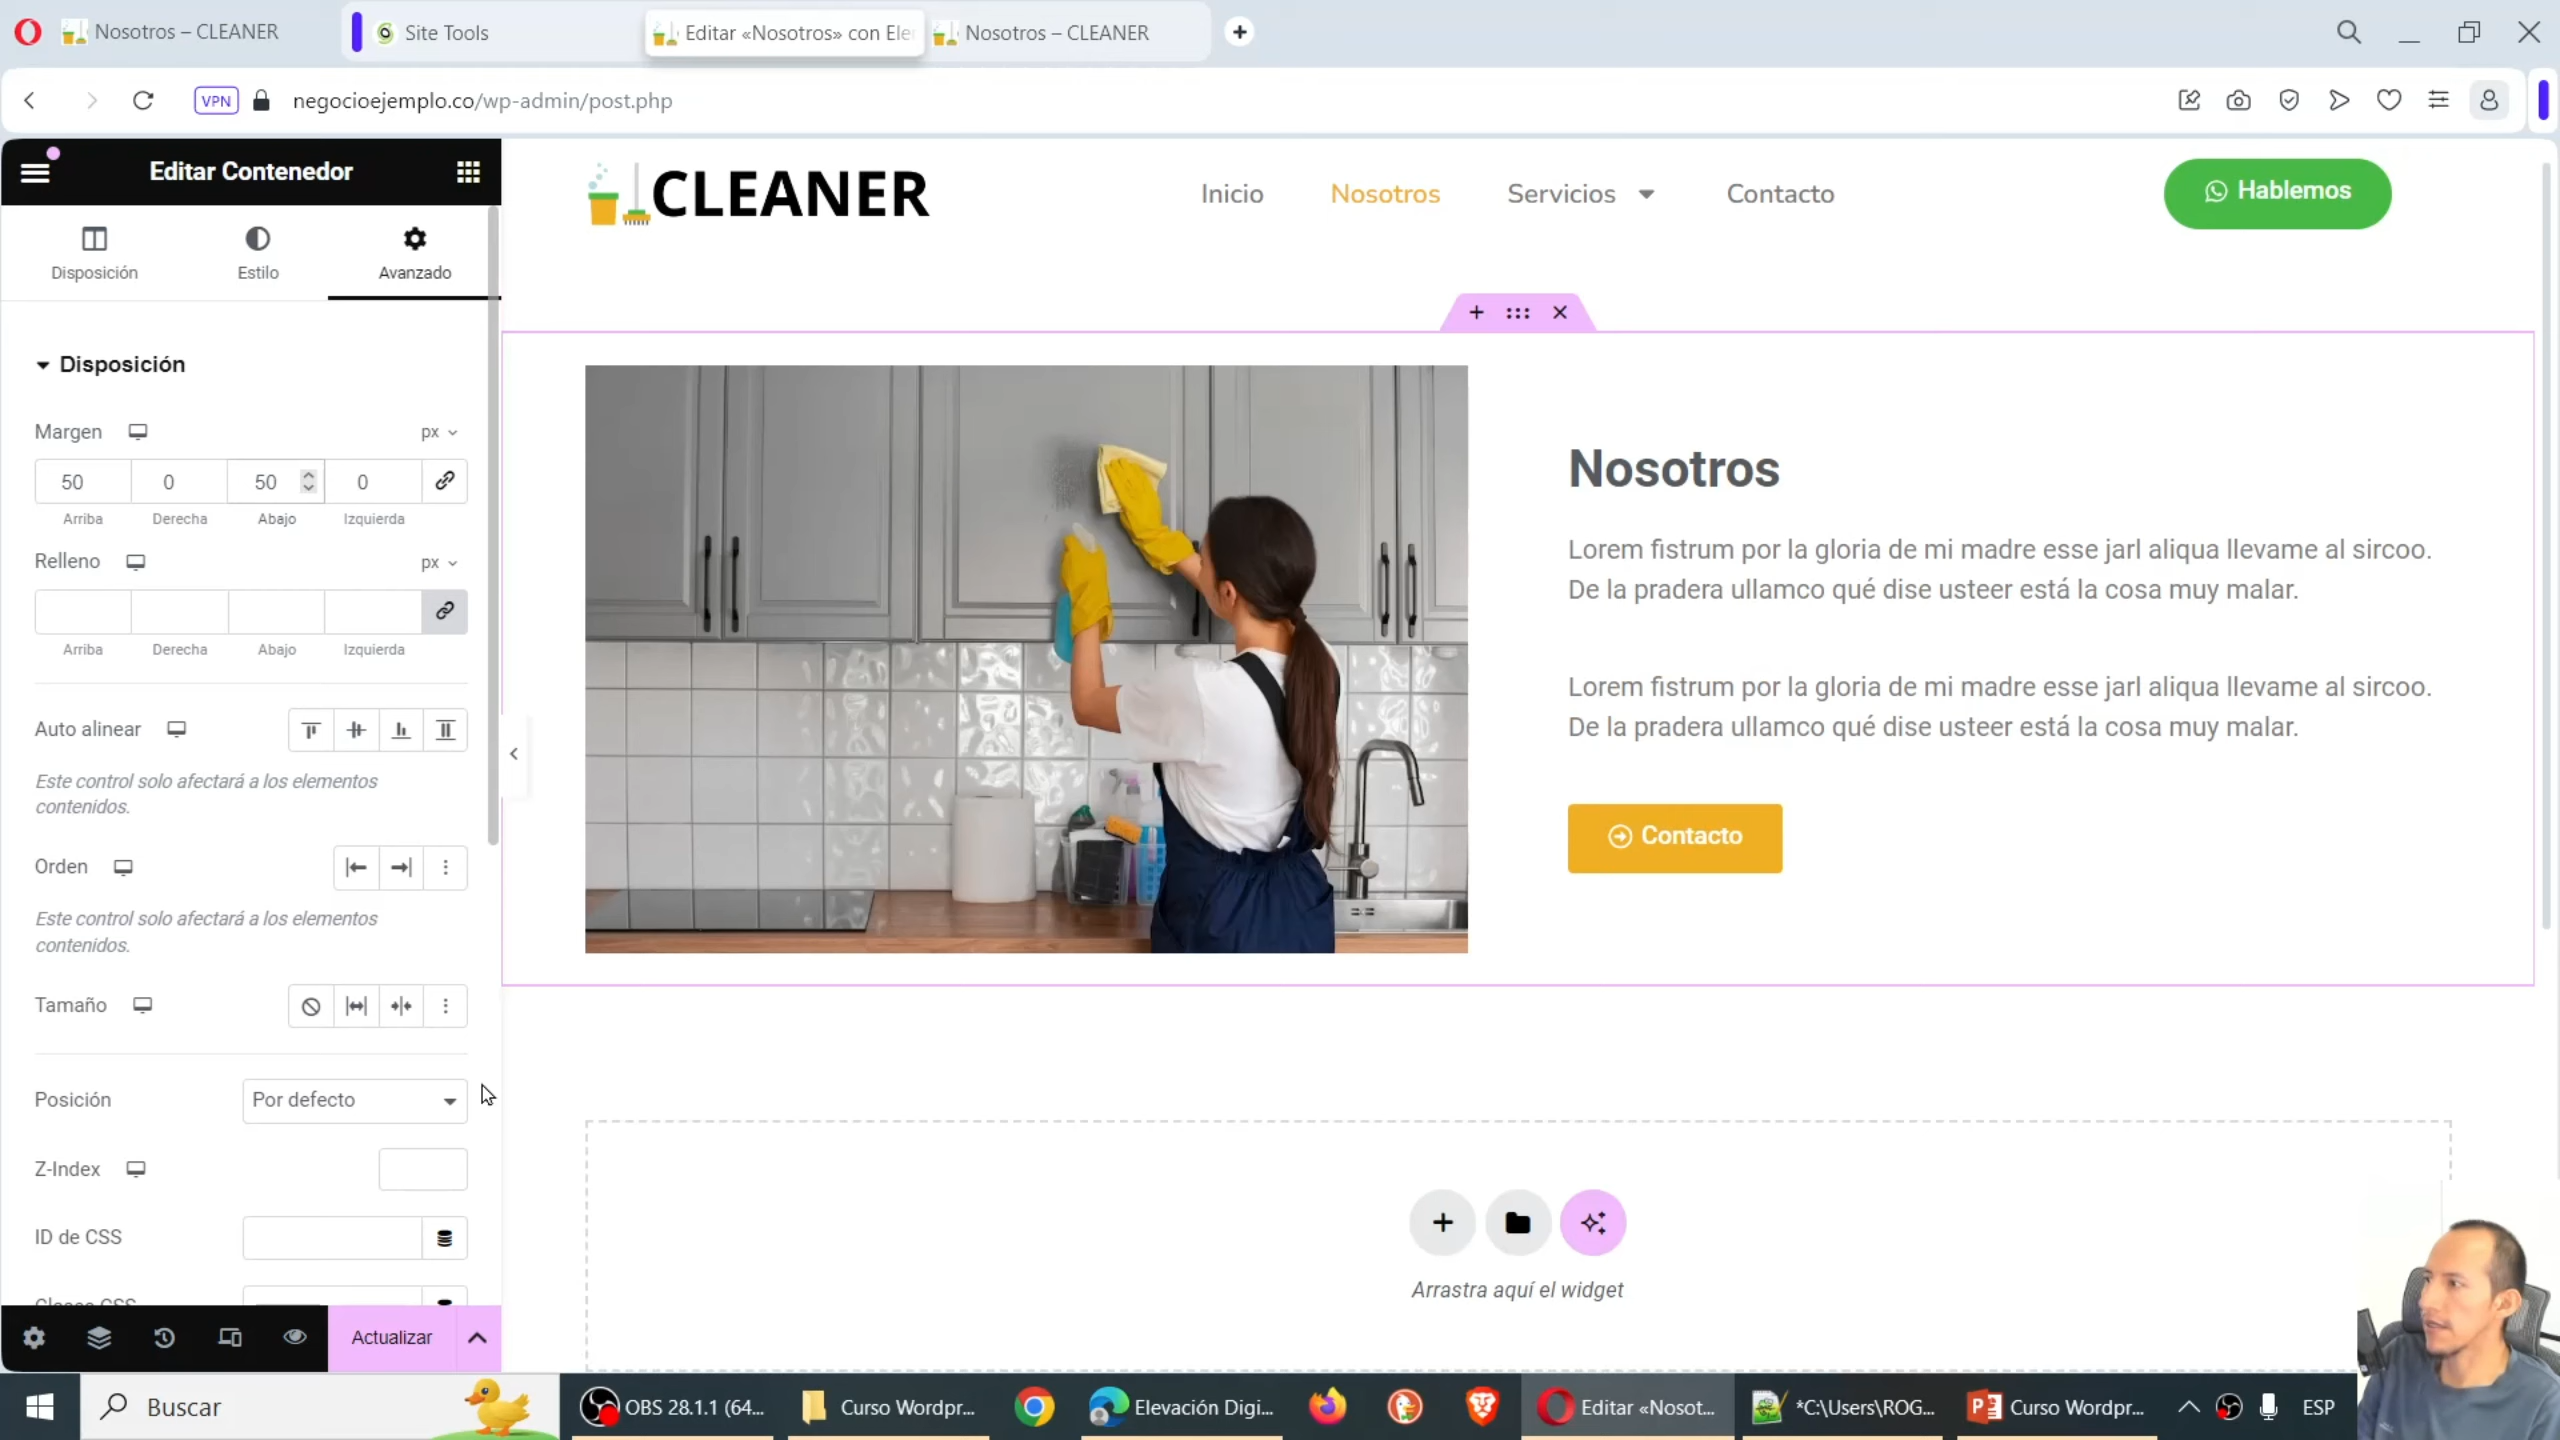 Nosotros – CLEANER
Site Tools
Editar «Nosotros» con Ele
Nosotros – CLEANER
VPN
negocioejemplo.co/wp-admin/post.php
Editar Contenedor
Disposición
Estilo
Avanzado
Disposición
Margen
px
50
0
50
0
Arriba
Derecha
Abajo
Izquierda
Relleno
px
Arriba
Derecha
Abajo
Izquierda
Auto alinear
Este control solo afectará a los elementos
contenidos.
Orden
Este control solo afectará a los elementos
contenidos.
Tamaño
Posición
Por defecto
Z-Index
ID de CSS
Clases CSS
Actualizar
CLEANER
Inicio
Nosotros
Servicios
Contacto
Hablemos
Nosotros
Lorem fistrum por la gloria de mi madre esse jarl aliqua llevame al sircoo.
De la pradera ullamco qué dise usteer está la cosa muy malar.
Lorem fistrum por la gloria de mi madre esse jarl aliqua llevame al sircoo.
De la pradera ullamco qué dise usteer está la cosa muy malar.
Contacto
Arrastra aquí el widget
Buscar
OBS 28.1.1 (64...
Curso Wordpr...
Elevación Digi...
Editar «Nosot...
*C:\Users\ROG...
Curso Wordpr...
ESP